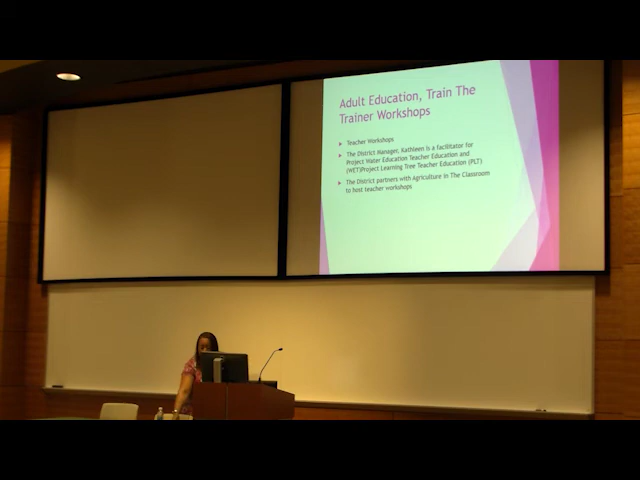 Adult Education, Train The
Trainer Workshops
Teacher Workshops
The District Manager, Kathleen is a facilitator for
Project Water Education Teacher Education and
(WET)Project Learning Tree Teacher Education (PLT)
The District partners with Agriculture in The Classroom
to host teacher workshops